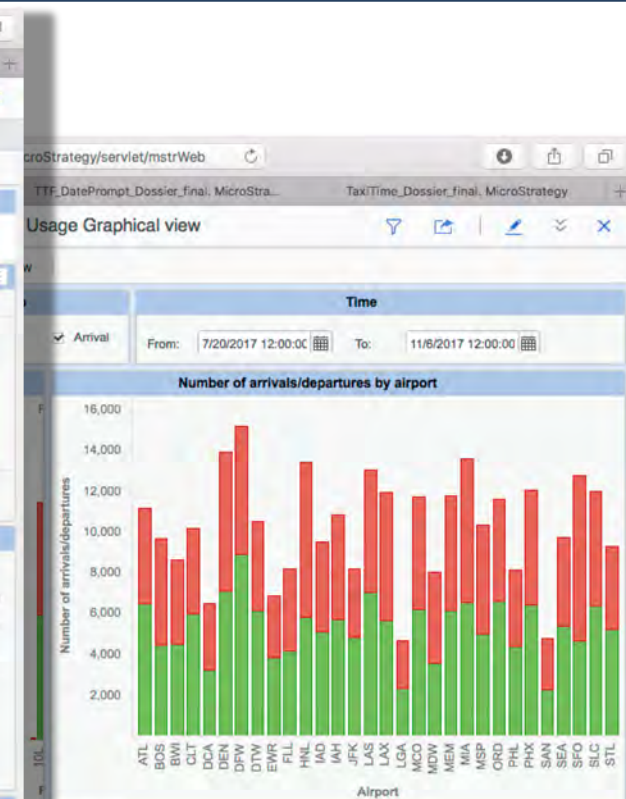 croStrategy/servlet/mstrWeb
TTF_DatePrompt_Dossier_final. MicroStra...
TaxiTime_Dossier_final. MicroStrategy
Usage Graphical view
Time
Arrival
From:
7/20/2017 12:00:00
To:
11/6/2017 12:00:00
Number of arrivals/departures by airport
16,000
14,000
12,000
10,000
8,000
6,000
4,000
2,000
Number of arrivals/departures
ATL
BOS
BWI
CLT
DCA
DEN
DFW
DTW
EWR
FLL
HNL
IAD
IAH
JFK
LAS
LAX
LGA
MCO
MDW
MEM
MIA
MSP
ORD
PHL
PHX
SAN
SEA
SFO
SLC
STL
Airport
10L